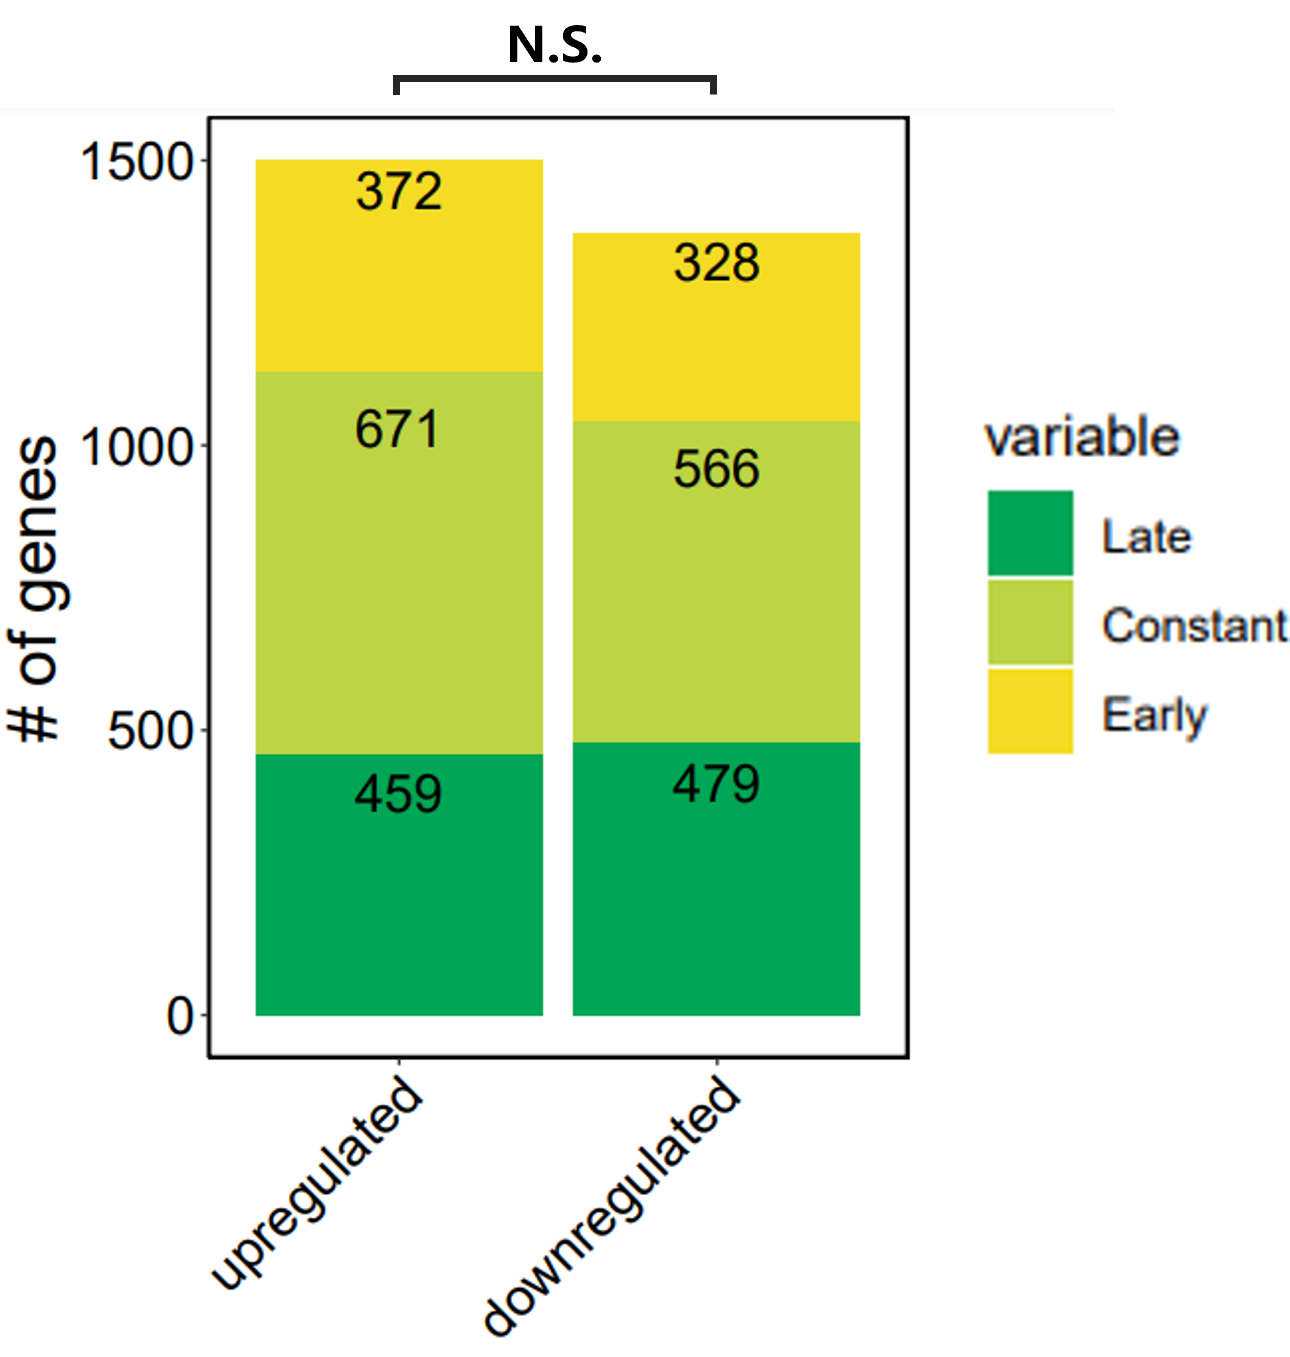 N.S.
# of genes
1500
1000
500
0
372
671
459
328
566
479
upregulated
downregulated
variable
Late
Constant
Early